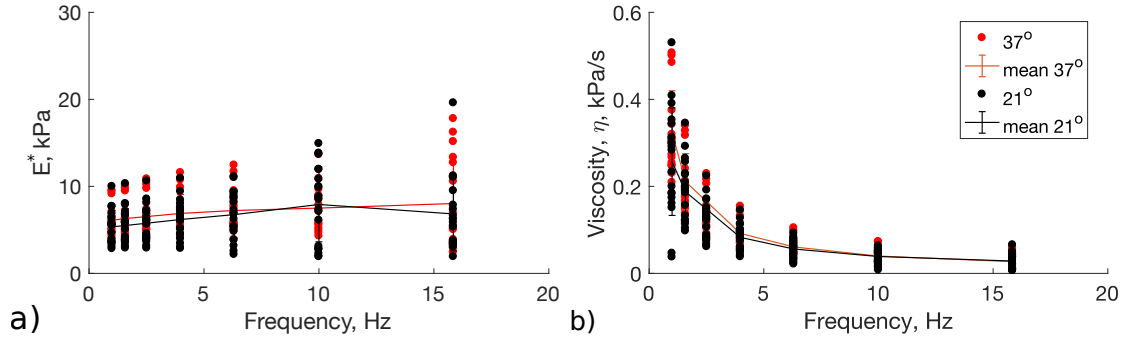 30
20
10
0
0
5
10
15
20
E*, kPa
Frequency, Hz
a)
0.6
0.4
0.2
0
0
5
10
15
20
Viscosity, η, kPa/s
Frequency, Hz
b)
37°
mean 37°
21°
mean 21°